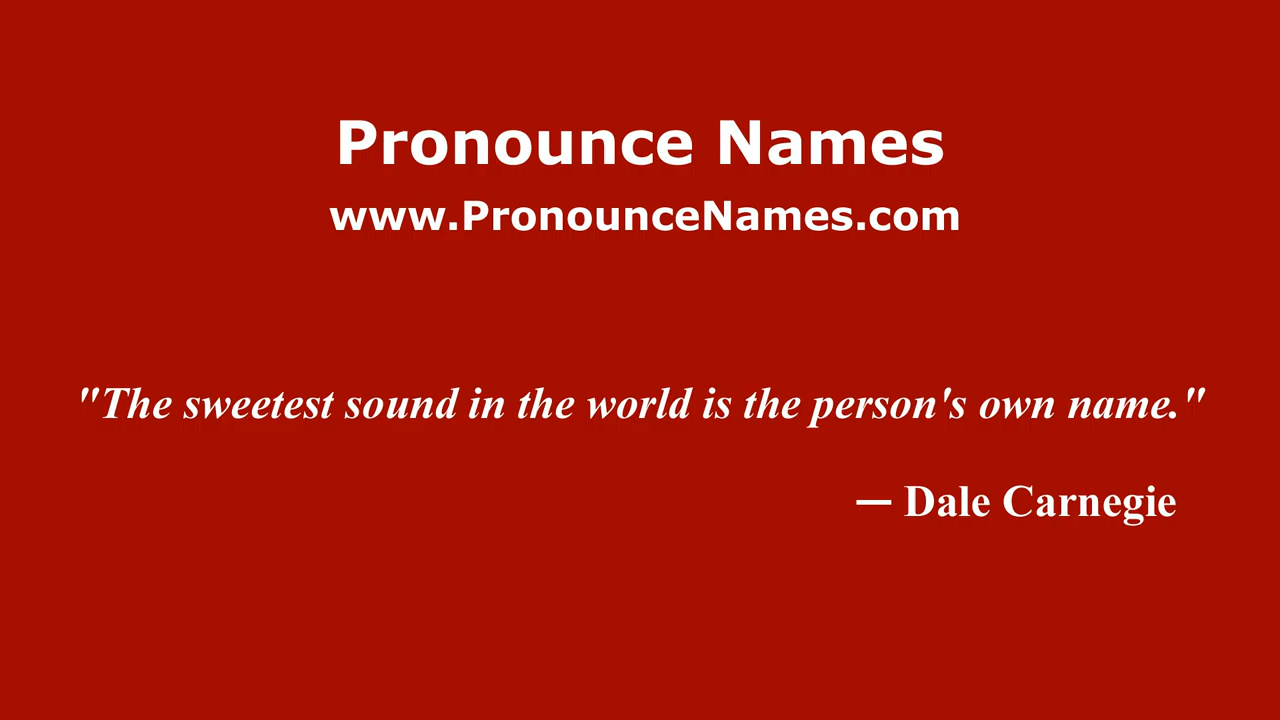 Pronounce Names
www.PronounceNames.com
"The sweetest sound in the world is the person's own name."
— Dale Carnegie